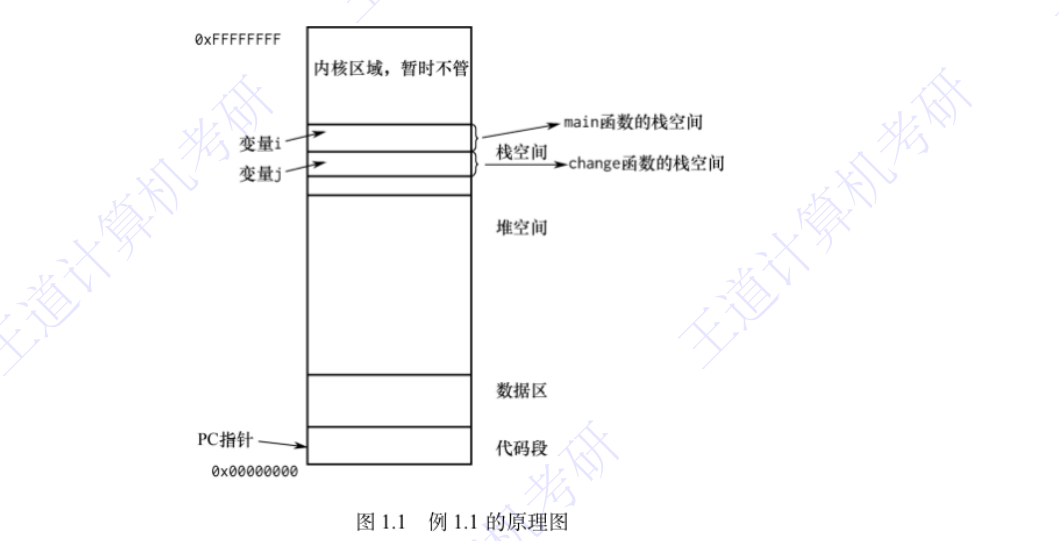 0xFFFFFFFF
内核区域，暂时不管
main函数的栈空间
变量i
栈空间
change函数的栈空间
变量j
堆空间
数据区
PC指针
代码段
0x00000000
图 1.1 例 1.1 的原理图
王道计算机考研
王道计算机考研
机考研